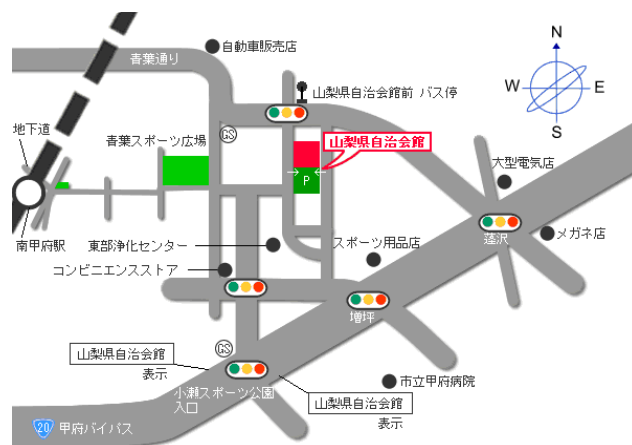 自動車販売店
青葉通り
N
W
E
S
山梨県自治会館前 バス停
地下道
青葉スポーツ広場
GS
山梨県自治会館
P
大型電気店
南甲府駅
東部浄化センター
スポーツ用品店
蓬沢
メガネ店
コンビニエンスストア
増坪
GS
山梨県自治会館
表示
小瀬スポーツ公園
入口
市立甲府病院
山梨県自治会館
表示
20
甲府バイパス